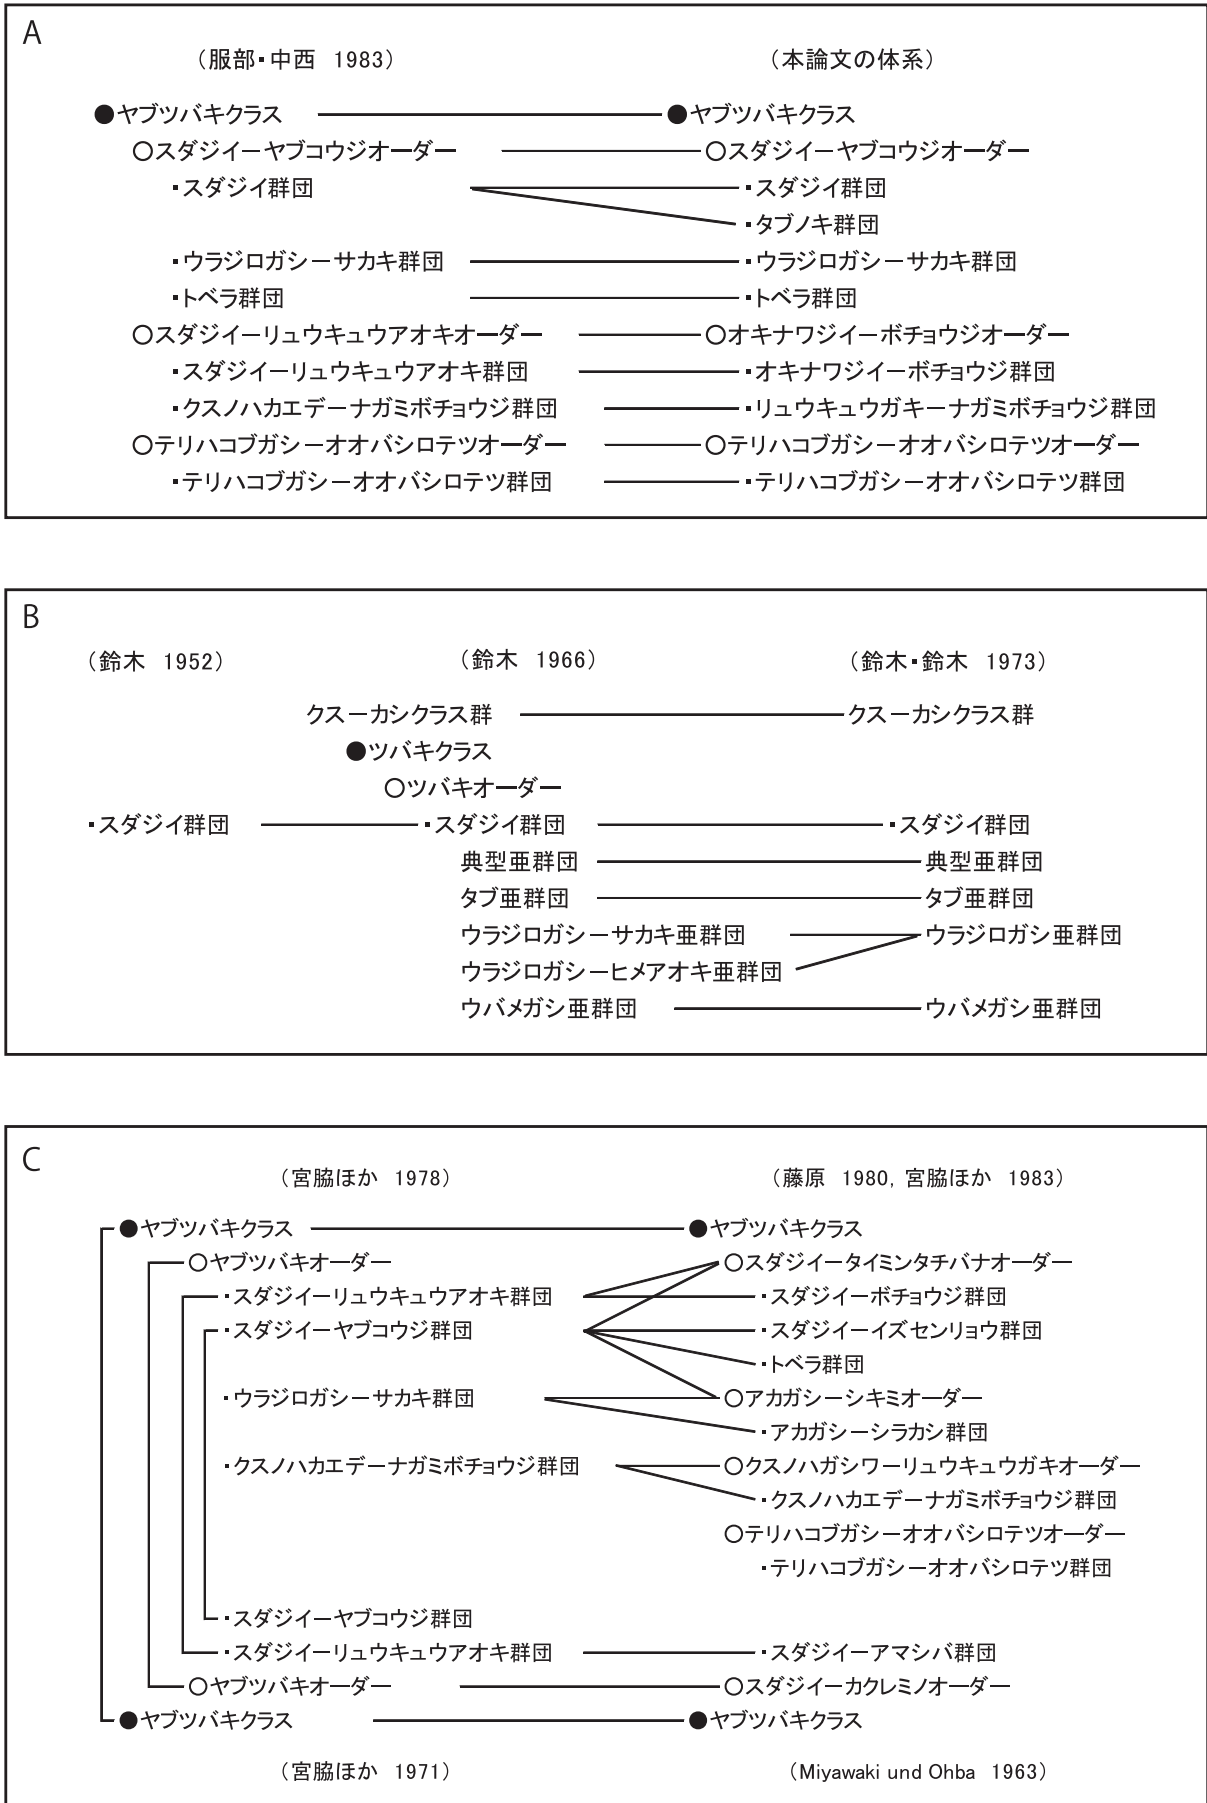 A
（服部・中西 1983） （本論文の体系）
●ヤブツバキクラス ●ヤブツバキクラス
○スダジイーヤブコウジオーダー ○スダジイーヤブコウジオーダー
・スダジイ群団 ・スダジイ群団
・タブノキ群団
・ウラジロガシーサカキ群団 ・ウラジロガシーサカキ群団
・トベラ群団 ・トベラ群団
○スダジイーリュウキュウアオキオーダー ○オキナワジイーボチョウジオーダー
・スダジイーリュウキュウアオキ群団 ・オキナワジイーボチョウジ群団
・クスノハカエデーナガミボチョウジ群団 ・リュウキュウガキーナガミボチョウジ群団
○テリハコブガシーオオバシロテツオーダー ○テリハコブガシーオオバシロテツオーダー
・テリハコブガシーオオバシロテツ群団 ・テリハコブガシーオオバシロテツ群団
B
（鈴木 1952） （鈴木 1966） （鈴木・鈴木 1973）
クスーカシクラス群 クスーカシクラス群
●ツバキクラス
○ツバキオーダー
・スダジイ群団 ・スダジイ群団 ・スダジイ群団
典型亜群団 典型亜群団
タブ亜群団 タブ亜群団
ウラジロガシーサカキ亜群団 ウラジロガシ亜群団
ウラジロガシーヒメアオキ亜群団
ウバメガシ亜群団 ウバメガシ亜群団
C
（宮脇ほか 1978） （藤原 1980, 宮脇ほか 1983）
●ヤブツバキクラス ●ヤブツバキクラス
○ヤブツバキオーダー ○スダジイータイミンタチバナオーダー
・スダジイーリュウキュウアオキ群団 ・スダジイーボチョウジ群団
・スダジイーヤブコウジ群団 ・スダジイーイズセンリョウ群団
・トベラ群団
・ウラジロガシーサカキ群団 ○アカガシーシキミオーダー
・アカガシーシラカシ群団
・クスノハカエデーナガミボチョウジ群団 ○クスノハガシワーリュウキュウガキオーダー
・クスノハカエデーナガミボチョウジ群団
○テリハコブガシーオオバシロテツオーダー
・テリハコブガシーオオバシロテツ群団
・スダジイーヤブコウジ群団
・スダジイーリュウキュウアオキ群団 ・スダジイーアマシバ群団
○ヤブツバキオーダー ○スダジイーカクレミノオーダー
●ヤブツバキクラス ●ヤブツバキクラス
（宮脇ほか 1971） （Miyawaki und Ohba 1963）